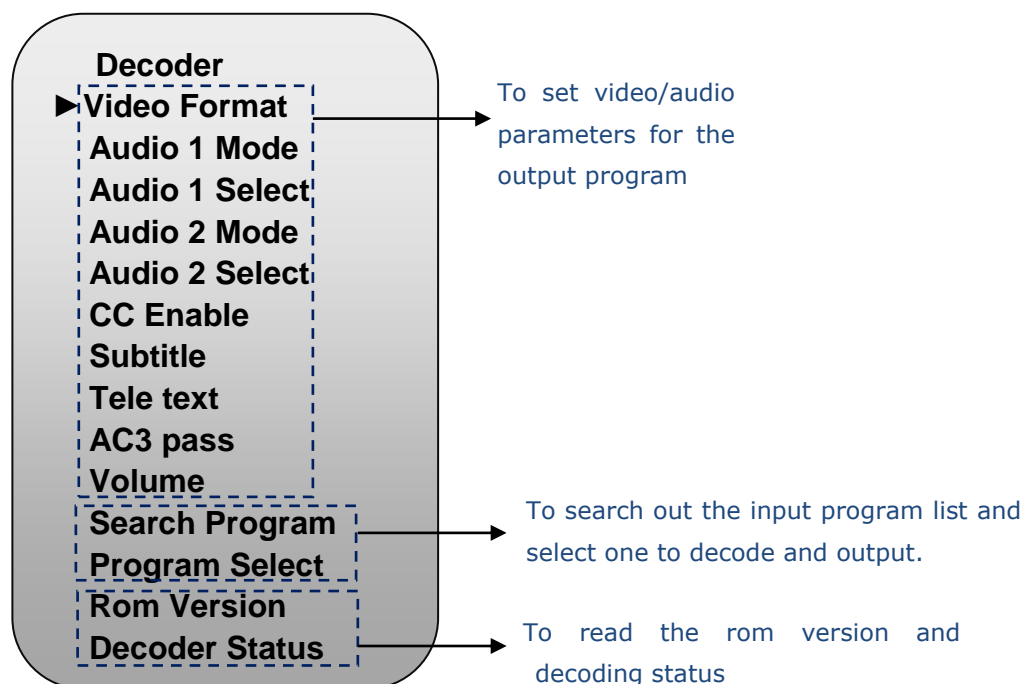 Decoder
►Video Format
Audio 1 Mode
Audio 1 Select
Audio 2 Mode
Audio 2 Select
CC Enable
Subtitle
Tele text
AC3 pass
Volume
Search Program
Program Select
Rom Version
Decoder Status
To set video/audio
parameters for the
output program
To search out the input program list and
select one to decode and output.
To read the rom version and
decoding status